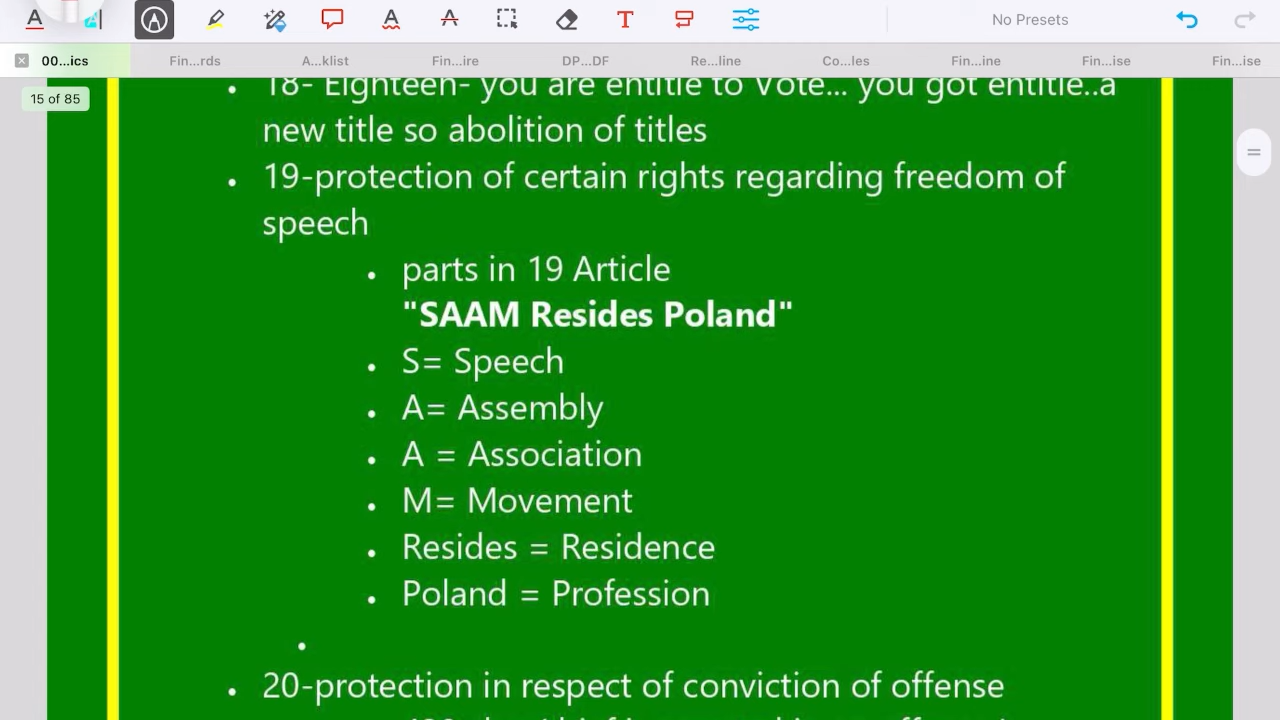 No Presets
00...ics
Fin...rds
A...klist
Fin...ire
DP...DF
Re...line
Co...les
Fin...ine
Fin...ise
Fin...ise
15 of 85
18- Eighteen- you are entitle to Vote... you got entitle..a
new title so abolition of titles
19-protection of certain rights regarding freedom of
speech
parts in 19 Article
"SAAM Resides Poland"
S= Speech
A= Assembly
A = Association
M= Movement
Resides = Residence
Poland = Profession
20-protection in respect of conviction of offense